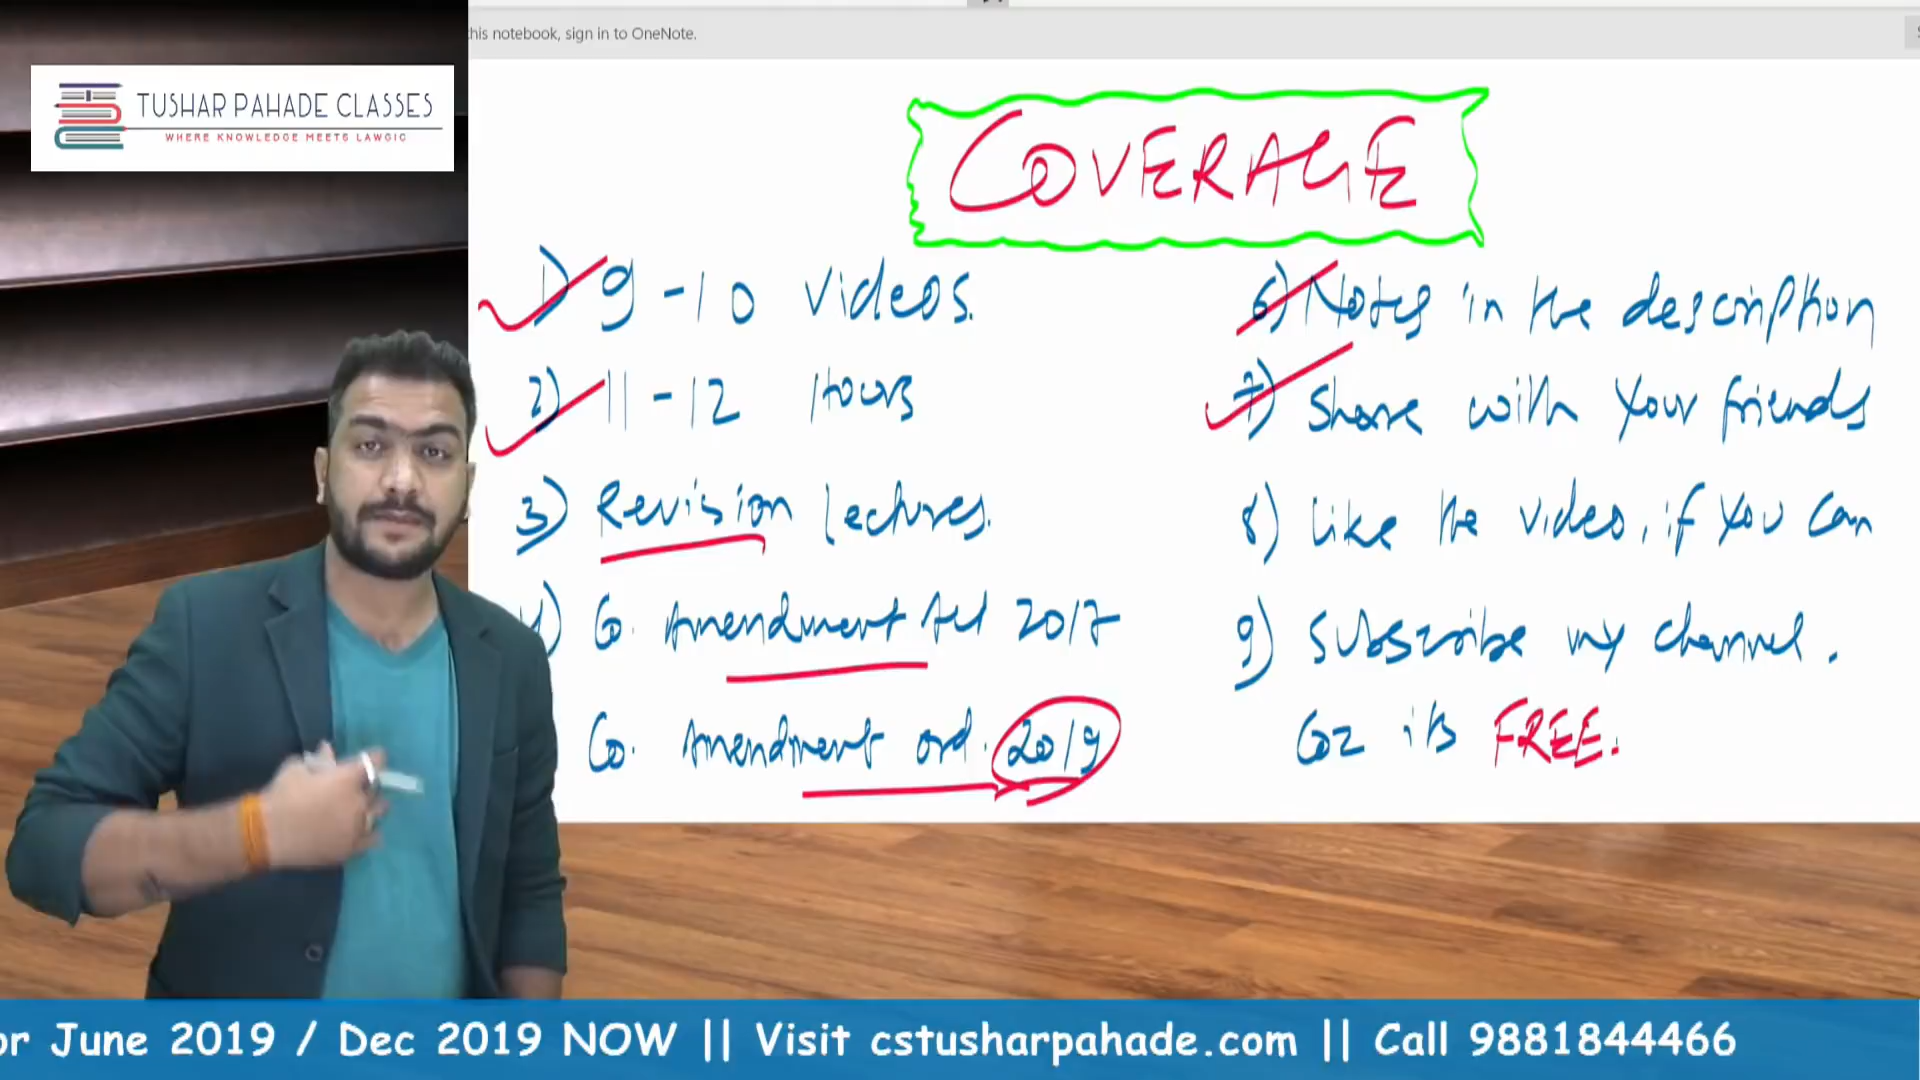 this notebook, sign in to OneNote.
TUSHAR PAHADE CLASSES
WHERE KNOWLEDGE MEETS LAWGIC
COVERAGE
1) 9-10 videos.
2) 11-12 Hours
3) Revision lectures.
4) Co. Amendment Act 2017
Co. Amendment ord. 2019
6) Notes in the description
7) Share with your friends
8) Like the video, if you can
9) Subscribe my channel.
Coz its FREE.
or June 2019 / Dec 2019 NOW || Visit cstusharpahade.com || Call 9881844466